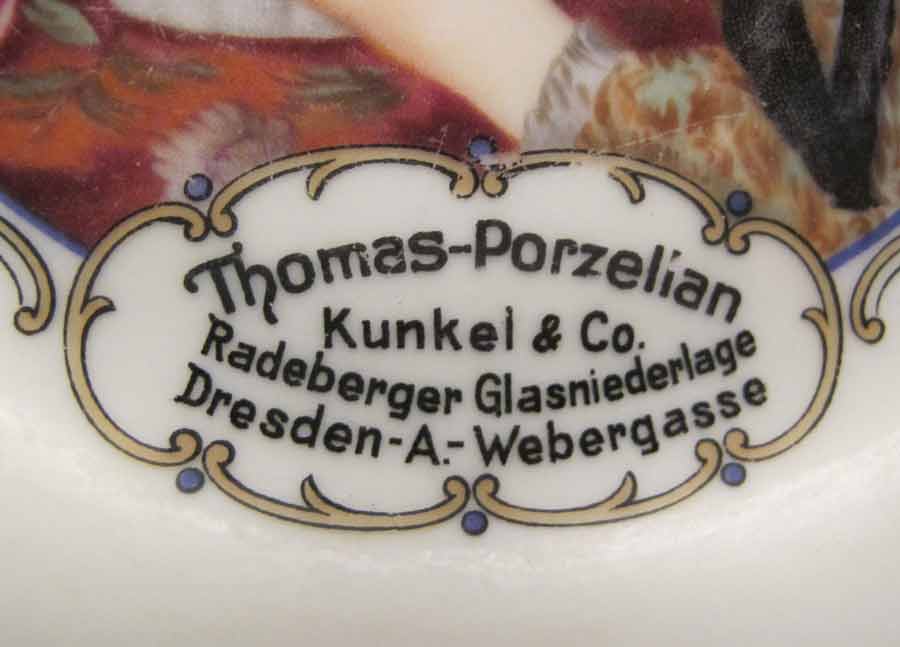 Thomas-Porzellan
Kunkel & Co.
Radeberger Glasniederlage
Dresden-A.- Webergasse